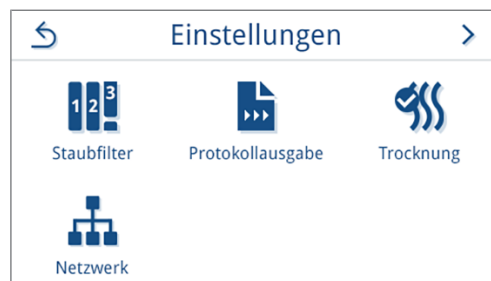 Einstellungen
1 2 3
Staubfilter Protokollausgabe Trocknung
Netzwerk